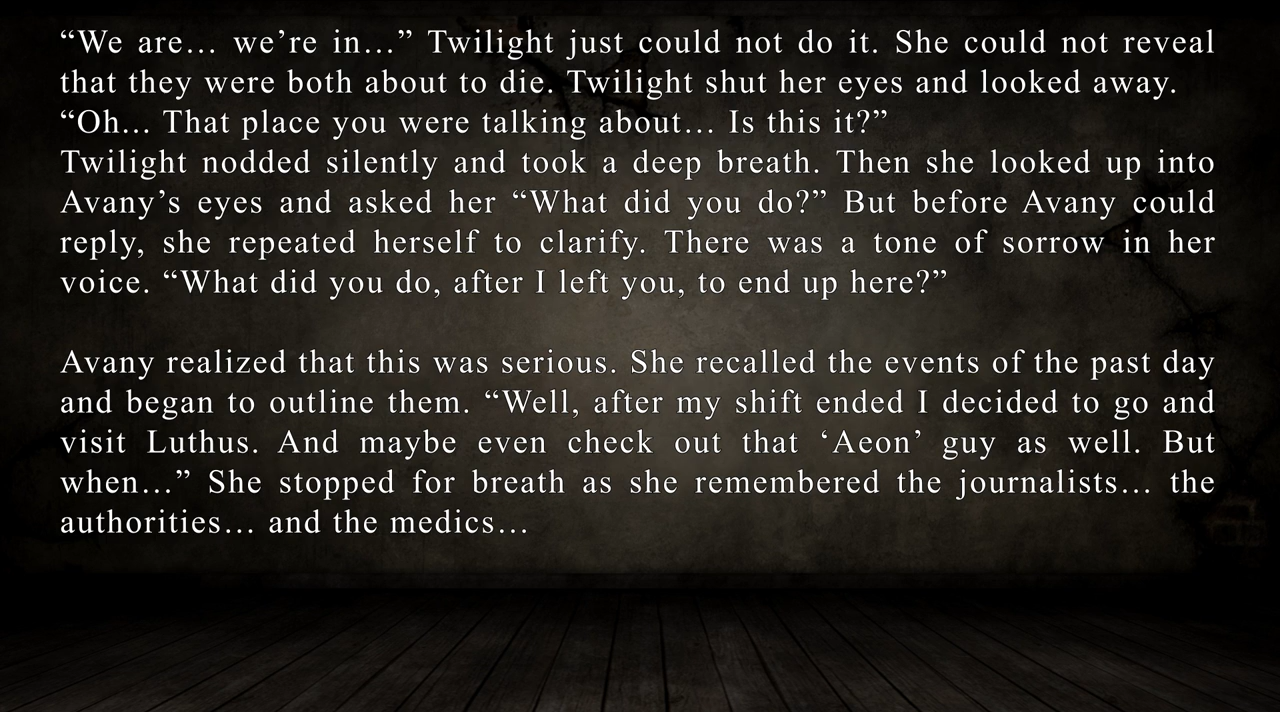 “We are… we’re in…” Twilight just could not do it. She could not reveal
that they were both about to die. Twilight shut her eyes and looked away.
“Oh... That place you were talking about… Is this it?”
Twilight nodded silently and took a deep breath. Then she looked up into
Avany’s eyes and asked her “What did you do?” But before Avany could
reply, she repeated herself to clarify. There was a tone of sorrow in her
voice. “What did you do, after I left you, to end up here?”
Avany realized that this was serious. She recalled the events of the past day
and began to outline them. “Well, after my shift ended I decided to go and
visit Luthus. And maybe even check out that ‘Aeon’ guy as well. But
when…” She stopped for breath as she remembered the journalists… the
authorities… and the medics…